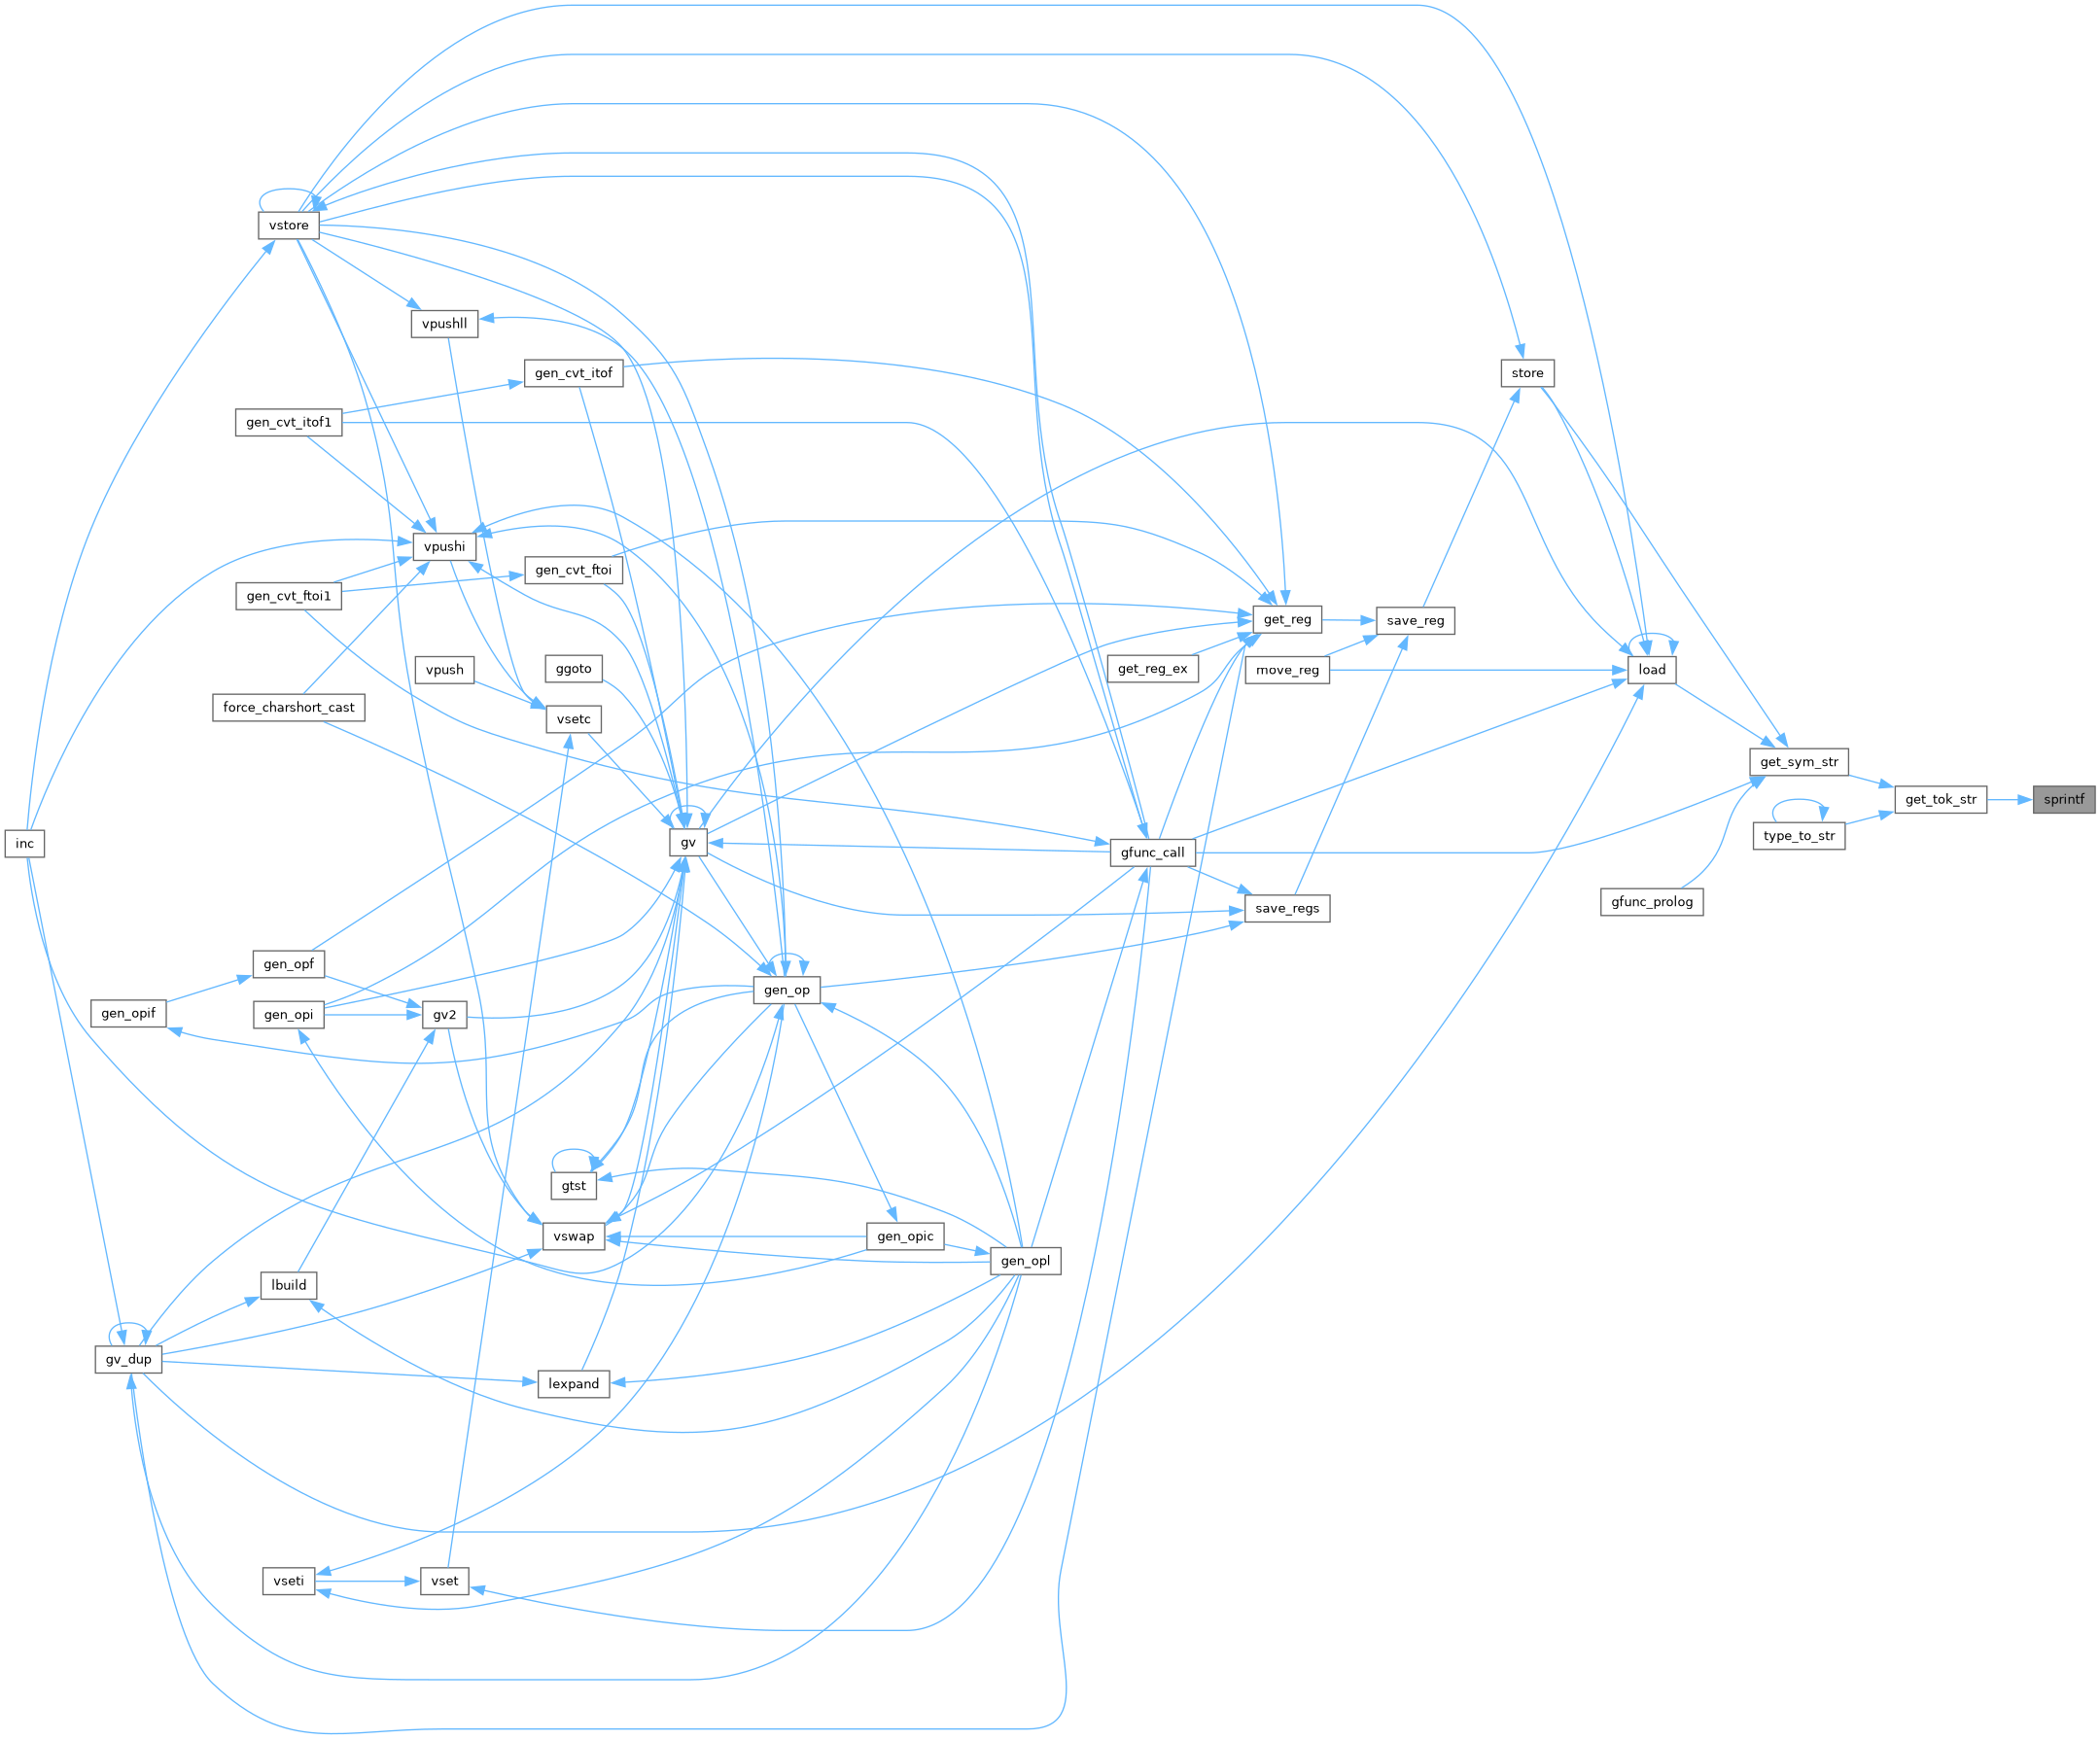 vstore
vpushll
gen_cvt_itof
store
gen_cvt_itof1
vpushi
gen_cvt_ftoi
gen_cvt_ftoi1
get_reg
save_reg
vpush
ggoto
get_reg_ex
move_reg
load
force_charshort_cast
vsetc
get_sym_str
get_tok_str
sprintf
type_to_str
inc
gv
gfunc_call
gfunc_prolog
save_regs
gen_opf
gen_op
gen_opif
gen_opi
gv2
gtst
vswap
gen_opic
gen_opl
lbuild
gv_dup
lexpand
vseti
vset